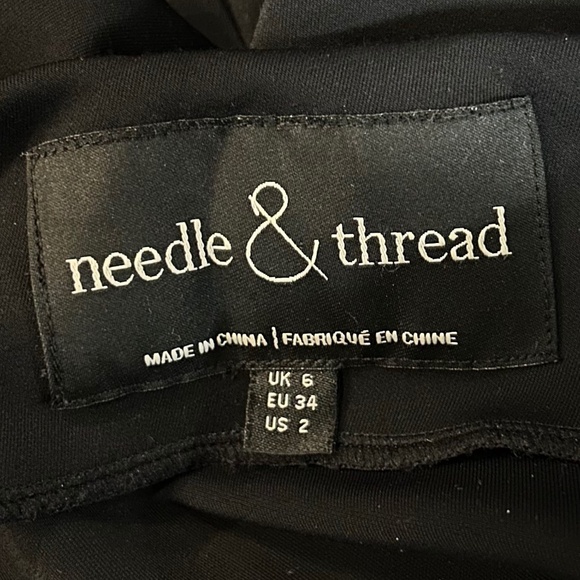 needle & thread
MADE IN CHINA | FABRIQUÉ EN CHINE
UK 6
EU 34
US 2